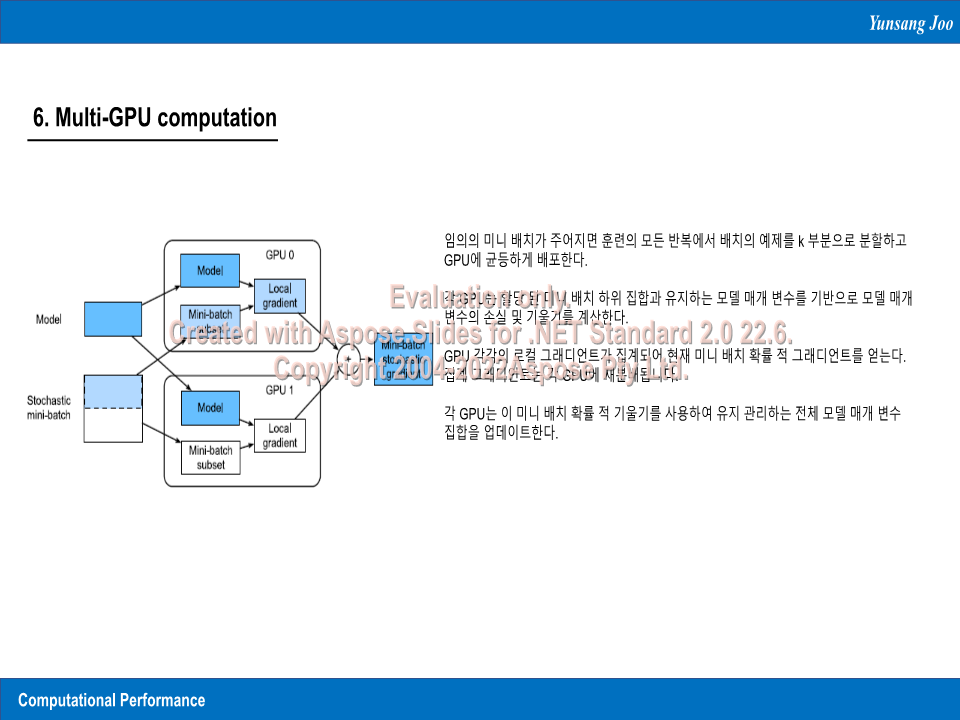 Yunsang Joo
6. Multi-GPU computation
GPU 0
Model
Local
gradient
Mini-batch
subset
Model
GPU 1
Stochastic
mini-batch
Model
Local
gradient
Mini-batch
subset
Mini-batch
stochastic
gradient
임의의 미니 배치가 주어지면 훈련의 모든 반복에서 배치의 예제를 k 부분으로 분할하고
GPU에 균등하게 배포한다.
각 GPU는 할당 된 미니 배치 하위 집합과 유지하는 모델 매개 변수를 기반으로 모델 매개
변수의 손실 및 기울기를 계산한다.
GPU 각각의 로컬 그래디언트가 집계되어 현재 미니 배치 확률 적 그래디언트를 얻는다.
집계 그래디언트는 각 GPU에 재분배됩니다.
각 GPU는 이 미니 배치 확률 적 기울기를 사용하여 유지 관리하는 전체 모델 매개 변수
집합을 업데이트한다.
Evaluation only.
Created with Aspose.Slides for .NET Standard 2.0 22.6.
Copyright 2004-2022Aspose Pty Ltd.
Computational Performance